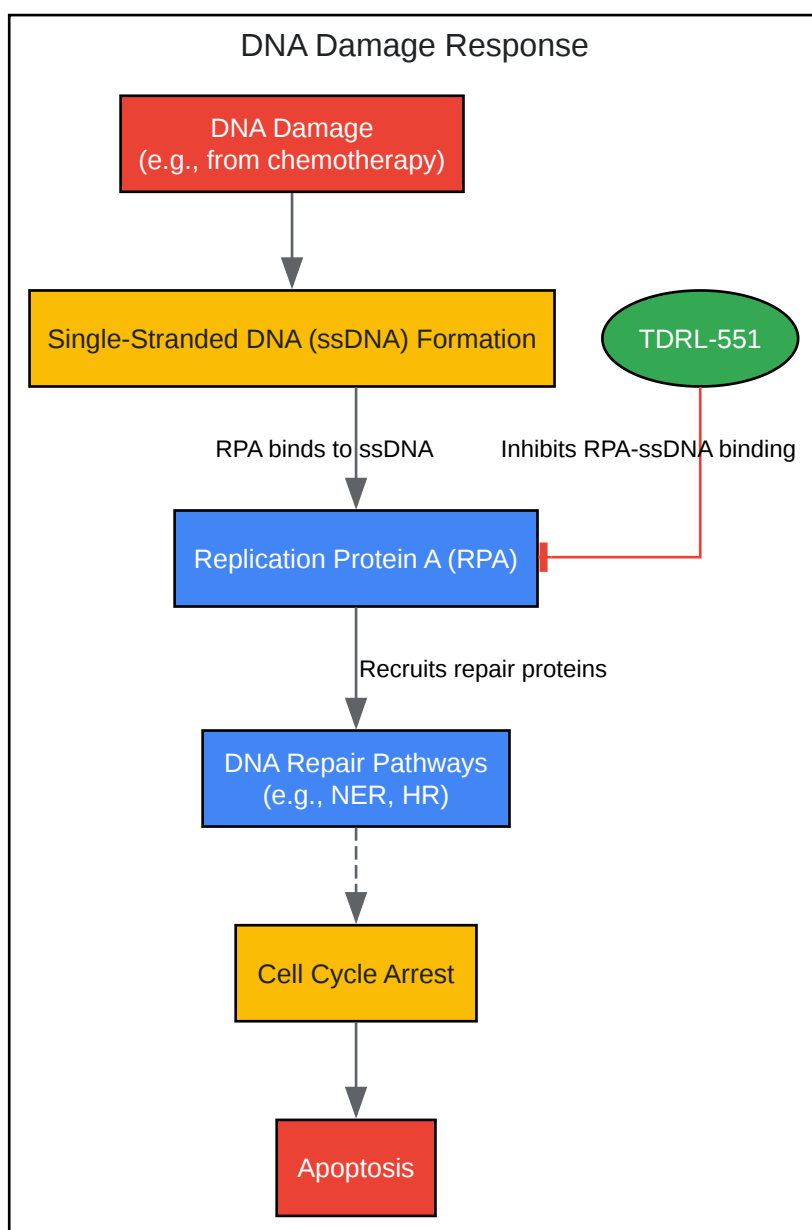 DNA Damage Response
DNA Damage
(e.g., from chemotherapy)
Single-Stranded DNA (ssDNA) Formation
TDRL-551
RPA binds to ssDNA
Inhibits RPA-ssDNA binding
Replication Protein A (RPA)
Recruits repair proteins
DNA Repair Pathways
(e.g., NER, HR)
Cell Cycle Arrest
Apoptosis